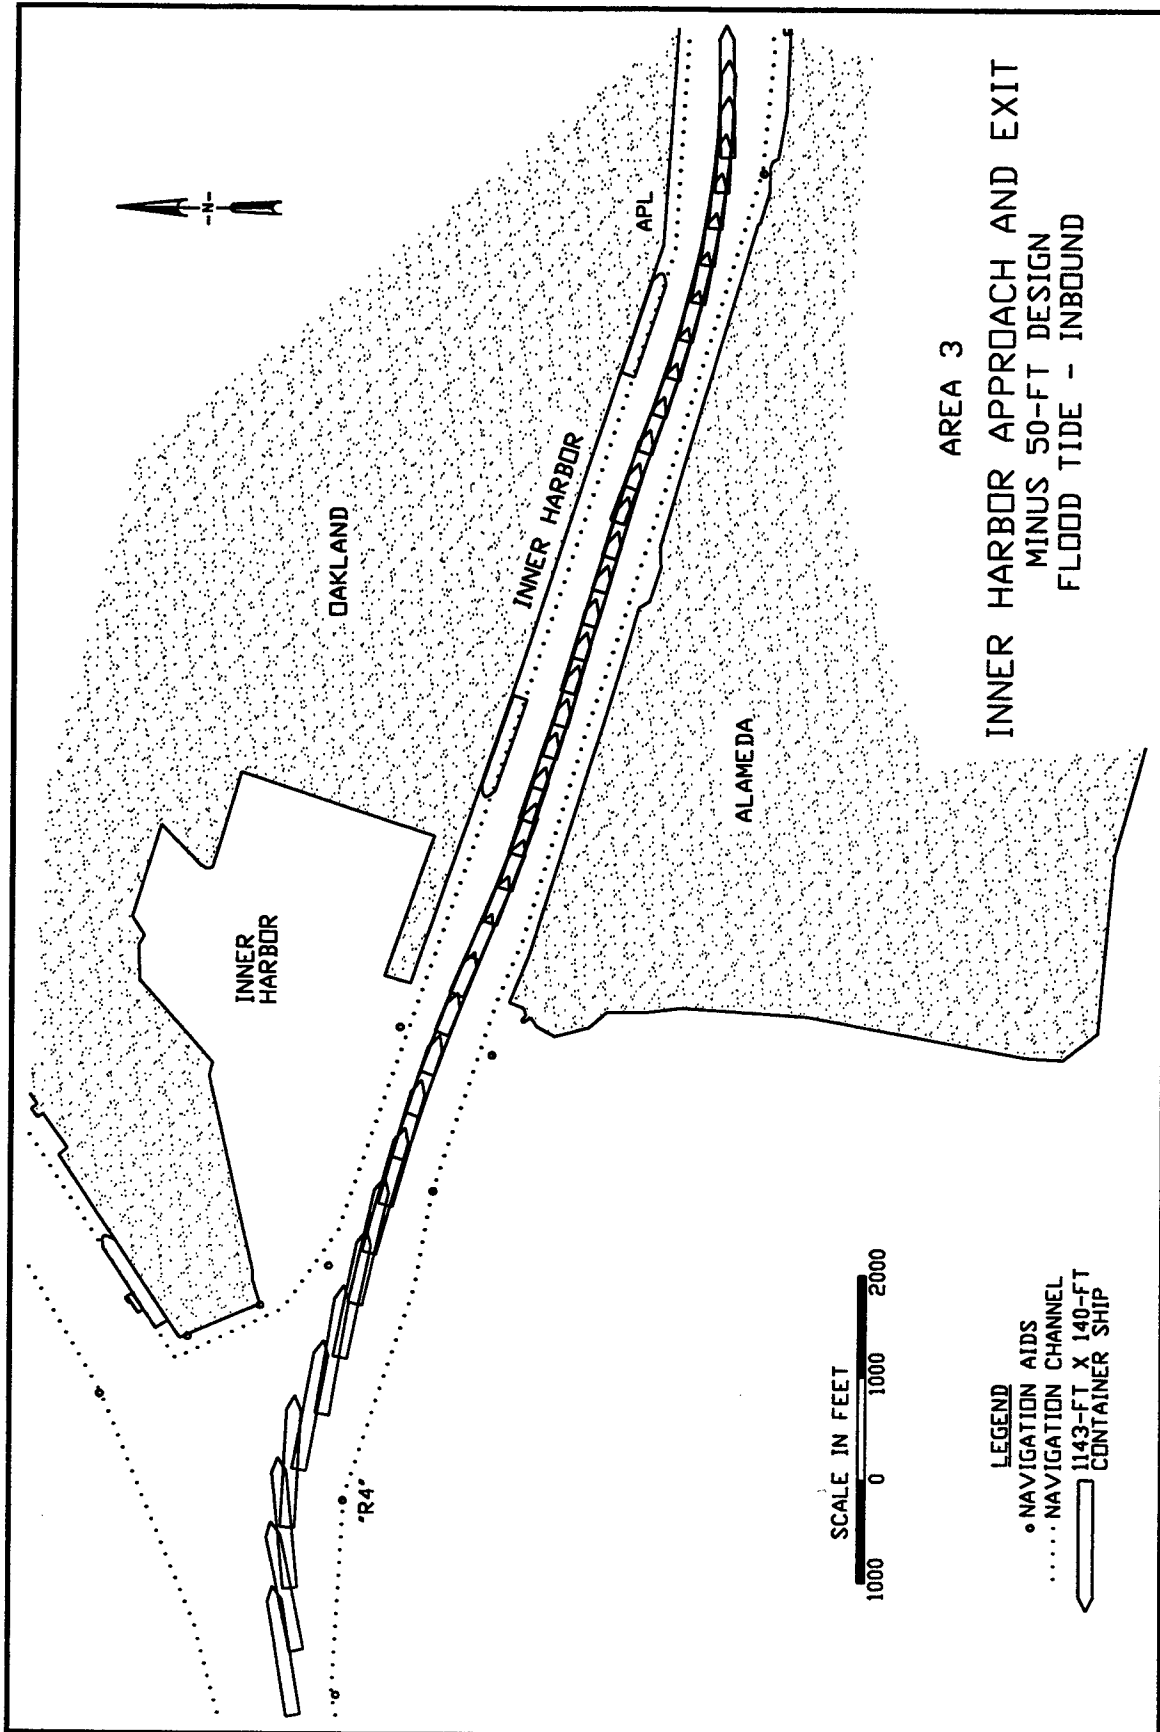 -N-
APL
OAKLAND
INNER HARBOR
INNER
HARBOR
ALAMEDA
"R4"
AREA 3
INNER HARBOR APPROACH AND EXIT
MINUS 50-FT DESIGN
FLOOD TIDE - INBOUND
SCALE IN FEET
1000 0 1000 2000
LEGEND
NAVIGATION AIDS
NAVIGATION CHANNEL
1143-FT X 140-FT
CONTAINER SHIP